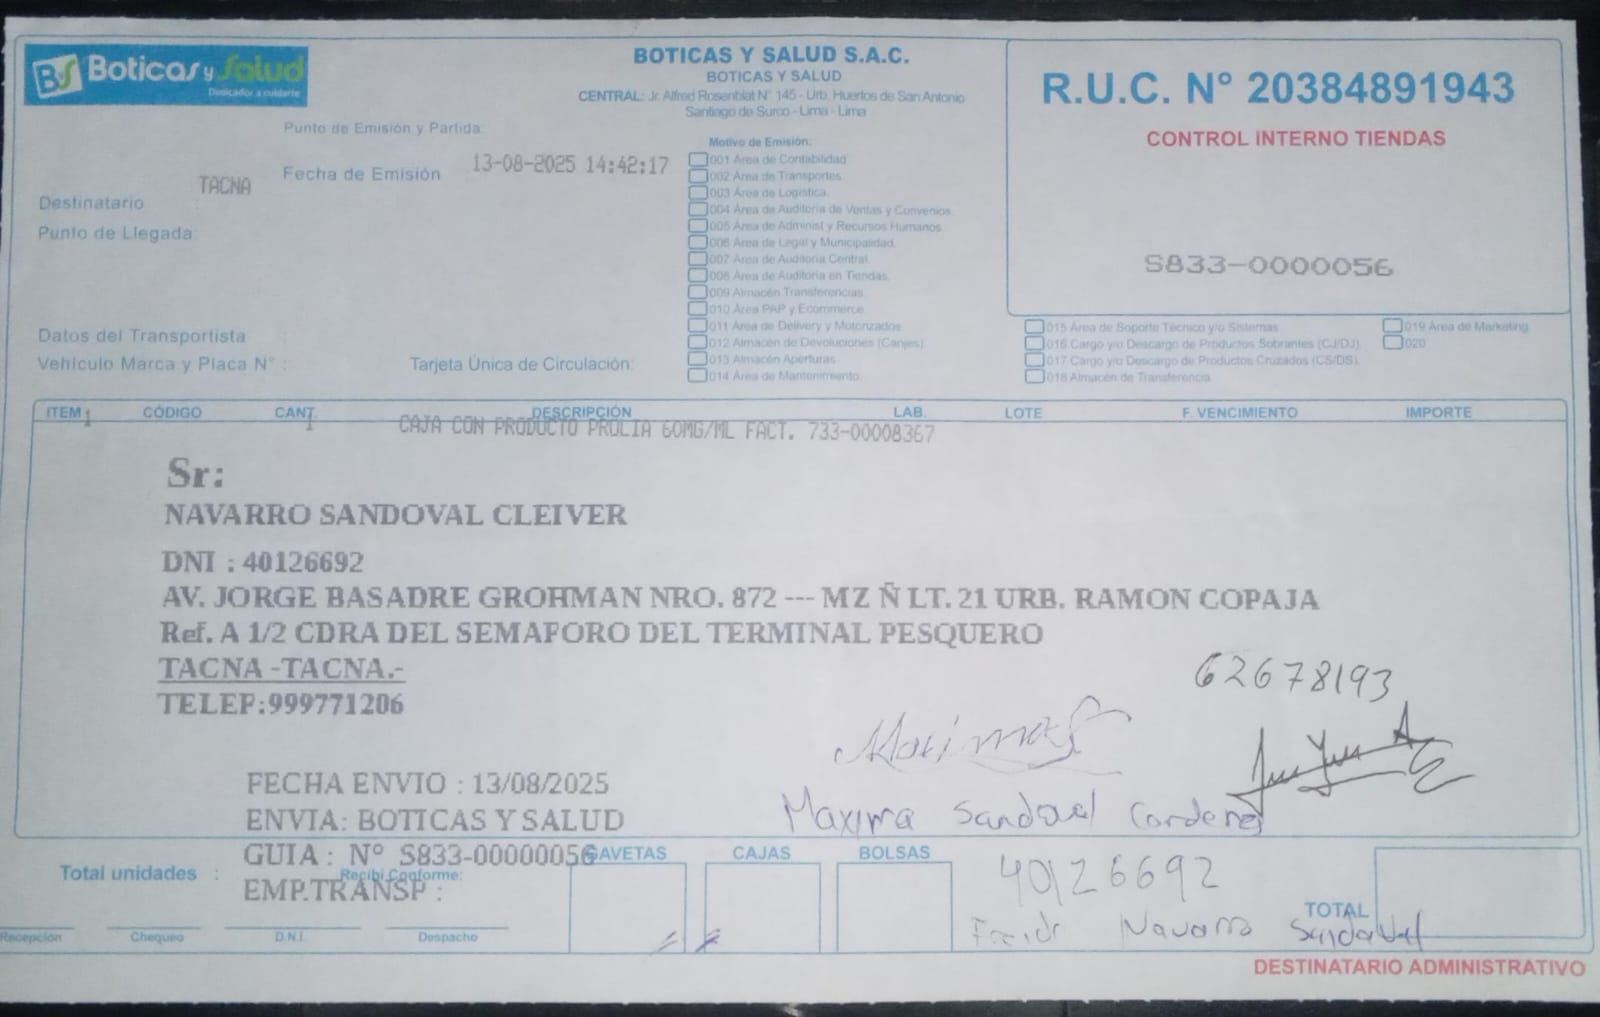 BS Boticas y Salud
Dedicados a cuidarte
BOTICAS Y SALUD S.A.C.
BOTICAS Y SALUD
CENTRAL: Jr. Alfred Rosenblat N° 145 - Urb. Huertos de San Antonio
Santiago de Surco - Lima - Lima
R.U.C. N° 20384891943
CONTROL INTERNO TIENDAS
S833-0000056
Punto de Emisión y Partida:
Fecha de Emisión 13-08-2025 14:42:17
TACNA
Destinatario
Punto de Llegada:
Datos del Transportista
Vehículo Marca y Placa N° :
Tarjeta Única de Circulación:
Motivo de Emisión:
001 Área de Contabilidad
002 Área de Transportes.
003 Área de Logística.
004 Área de Auditoria de Ventas y Convenios.
005 Área de Administ y Recursos Humanos.
006 Área de Legal y Municipalidad.
007 Área de Auditoria Central.
008 Área de Auditoria en Tiendas.
009 Almacén Transferencias.
010 Área PAP y Ecommerce
011 Área de Delivery y Motorizados.
012 Almacén de Devoluciones (Canjes)
013 Almacén Aperturas.
014 Área de Mantenimiento.
015 Área de Soporte Técnico y/o Sistemas.
016 Cargo y/o Descargo de Productos Sobrantes (CJ/DJ).
017 Cargo y/o Descargo de Productos Cruzados (CS/DS).
018 Almacén de Transferencia.
019 Área de Marketing.
020
ITEM CÓDIGO CANT. DESCRIPCIÓN LAB. LOTE F. VENCIMIENTO IMPORTE
1 1 CAJA CON PRODUCTO PROLIA 60MG/ML FACT. 733-00008367
Sr:
NAVARRO SANDOVAL CLEIVER
DNI : 40126692
AV. JORGE BASADRE GROHMAN NRO. 872 --- MZ Ñ LT. 21 URB. RAMON COPAJA
Ref. A 1/2 CDRA DEL SEMAFORO DEL TERMINAL PESQUERO
TACNA -TACNA.-
TELEF:999771206
62678193
Maxima
Maxima Sandoval Cardenas
FECHA ENVIO : 13/08/2025
ENVIA: BOTICAS Y SALUD
GUIA : N° S833-00000056
EMP.TRANSP :
Total unidades :
Recibí Conforme:
GAVETAS CAJAS BOLSAS
40126692
Navarro Sandoval
TOTAL
Recepción Chequeo D.N.I. Despacho
DESTINATARIO ADMINISTRATIVO